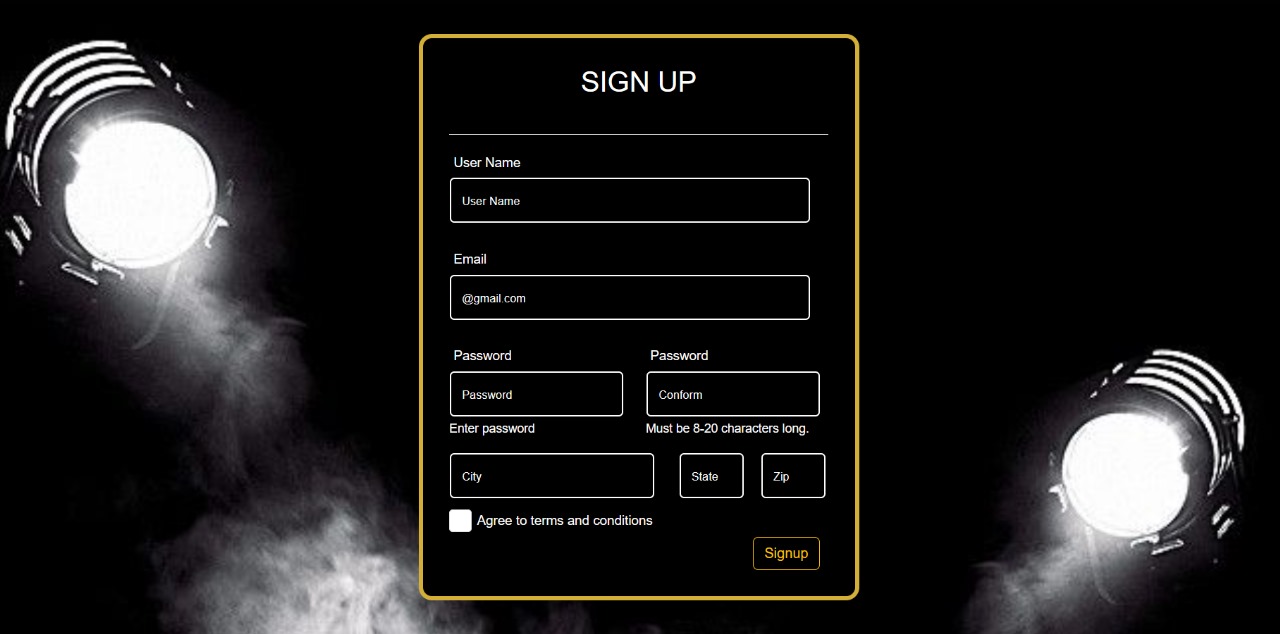 SIGN UP
User Name
User Name
Email
@gmail.com
Password Password
Password Conform
Enter password Must be 8-20 characters long.
City State Zip
Agree to terms and conditions
Signup